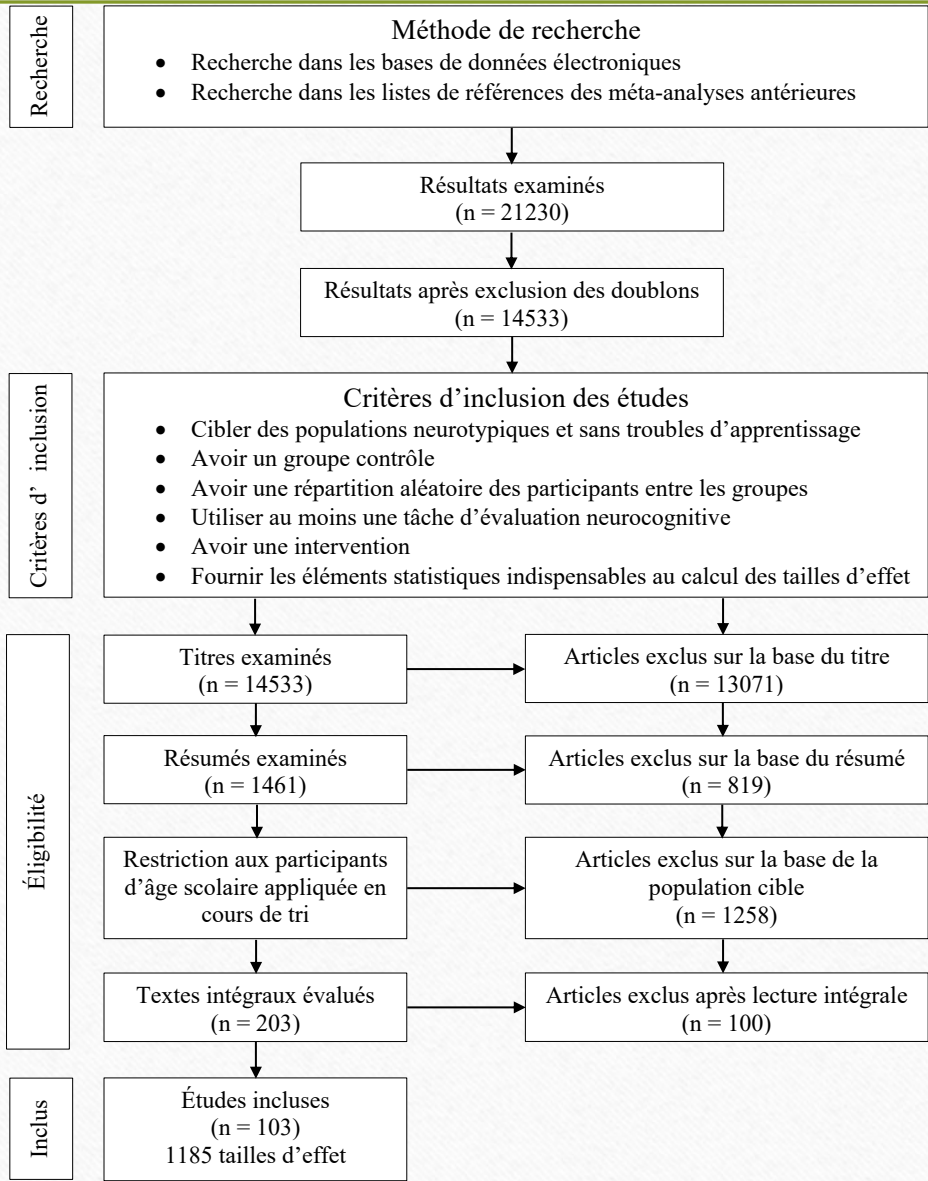 Recherche
Méthode de recherche
• Recherche dans les bases de données électroniques
• Recherche dans les listes de références des méta-analyses antérieures
Résultats examinés
(n = 21230)
Résultats après exclusion des doublons
(n = 14533)
Critères d’ inclusion
Critères d’inclusion des études
• Cibler des populations neurotypiques et sans troubles d’apprentissage
• Avoir un groupe contrôle
• Avoir une répartition aléatoire des participants entre les groupes
• Utiliser au moins une tâche d’évaluation neurocognitive
• Avoir une intervention
• Fournir les éléments statistiques indispensables au calcul des tailles d’effet
Éligibilité
Titres examinés
(n = 14533)
Articles exclus sur la base du titre
(n = 13071)
Résumés examinés
(n = 1461)
Articles exclus sur la base du résumé
(n = 819)
Restriction aux participants
d’âge scolaire appliquée en
cours de tri
Articles exclus sur la base de la
population cible
(n = 1258)
Textes intégraux évalués
(n = 203)
Articles exclus après lecture intégrale
(n = 100)
Inclus
Études incluses
(n = 103)
1185 tailles d’effet